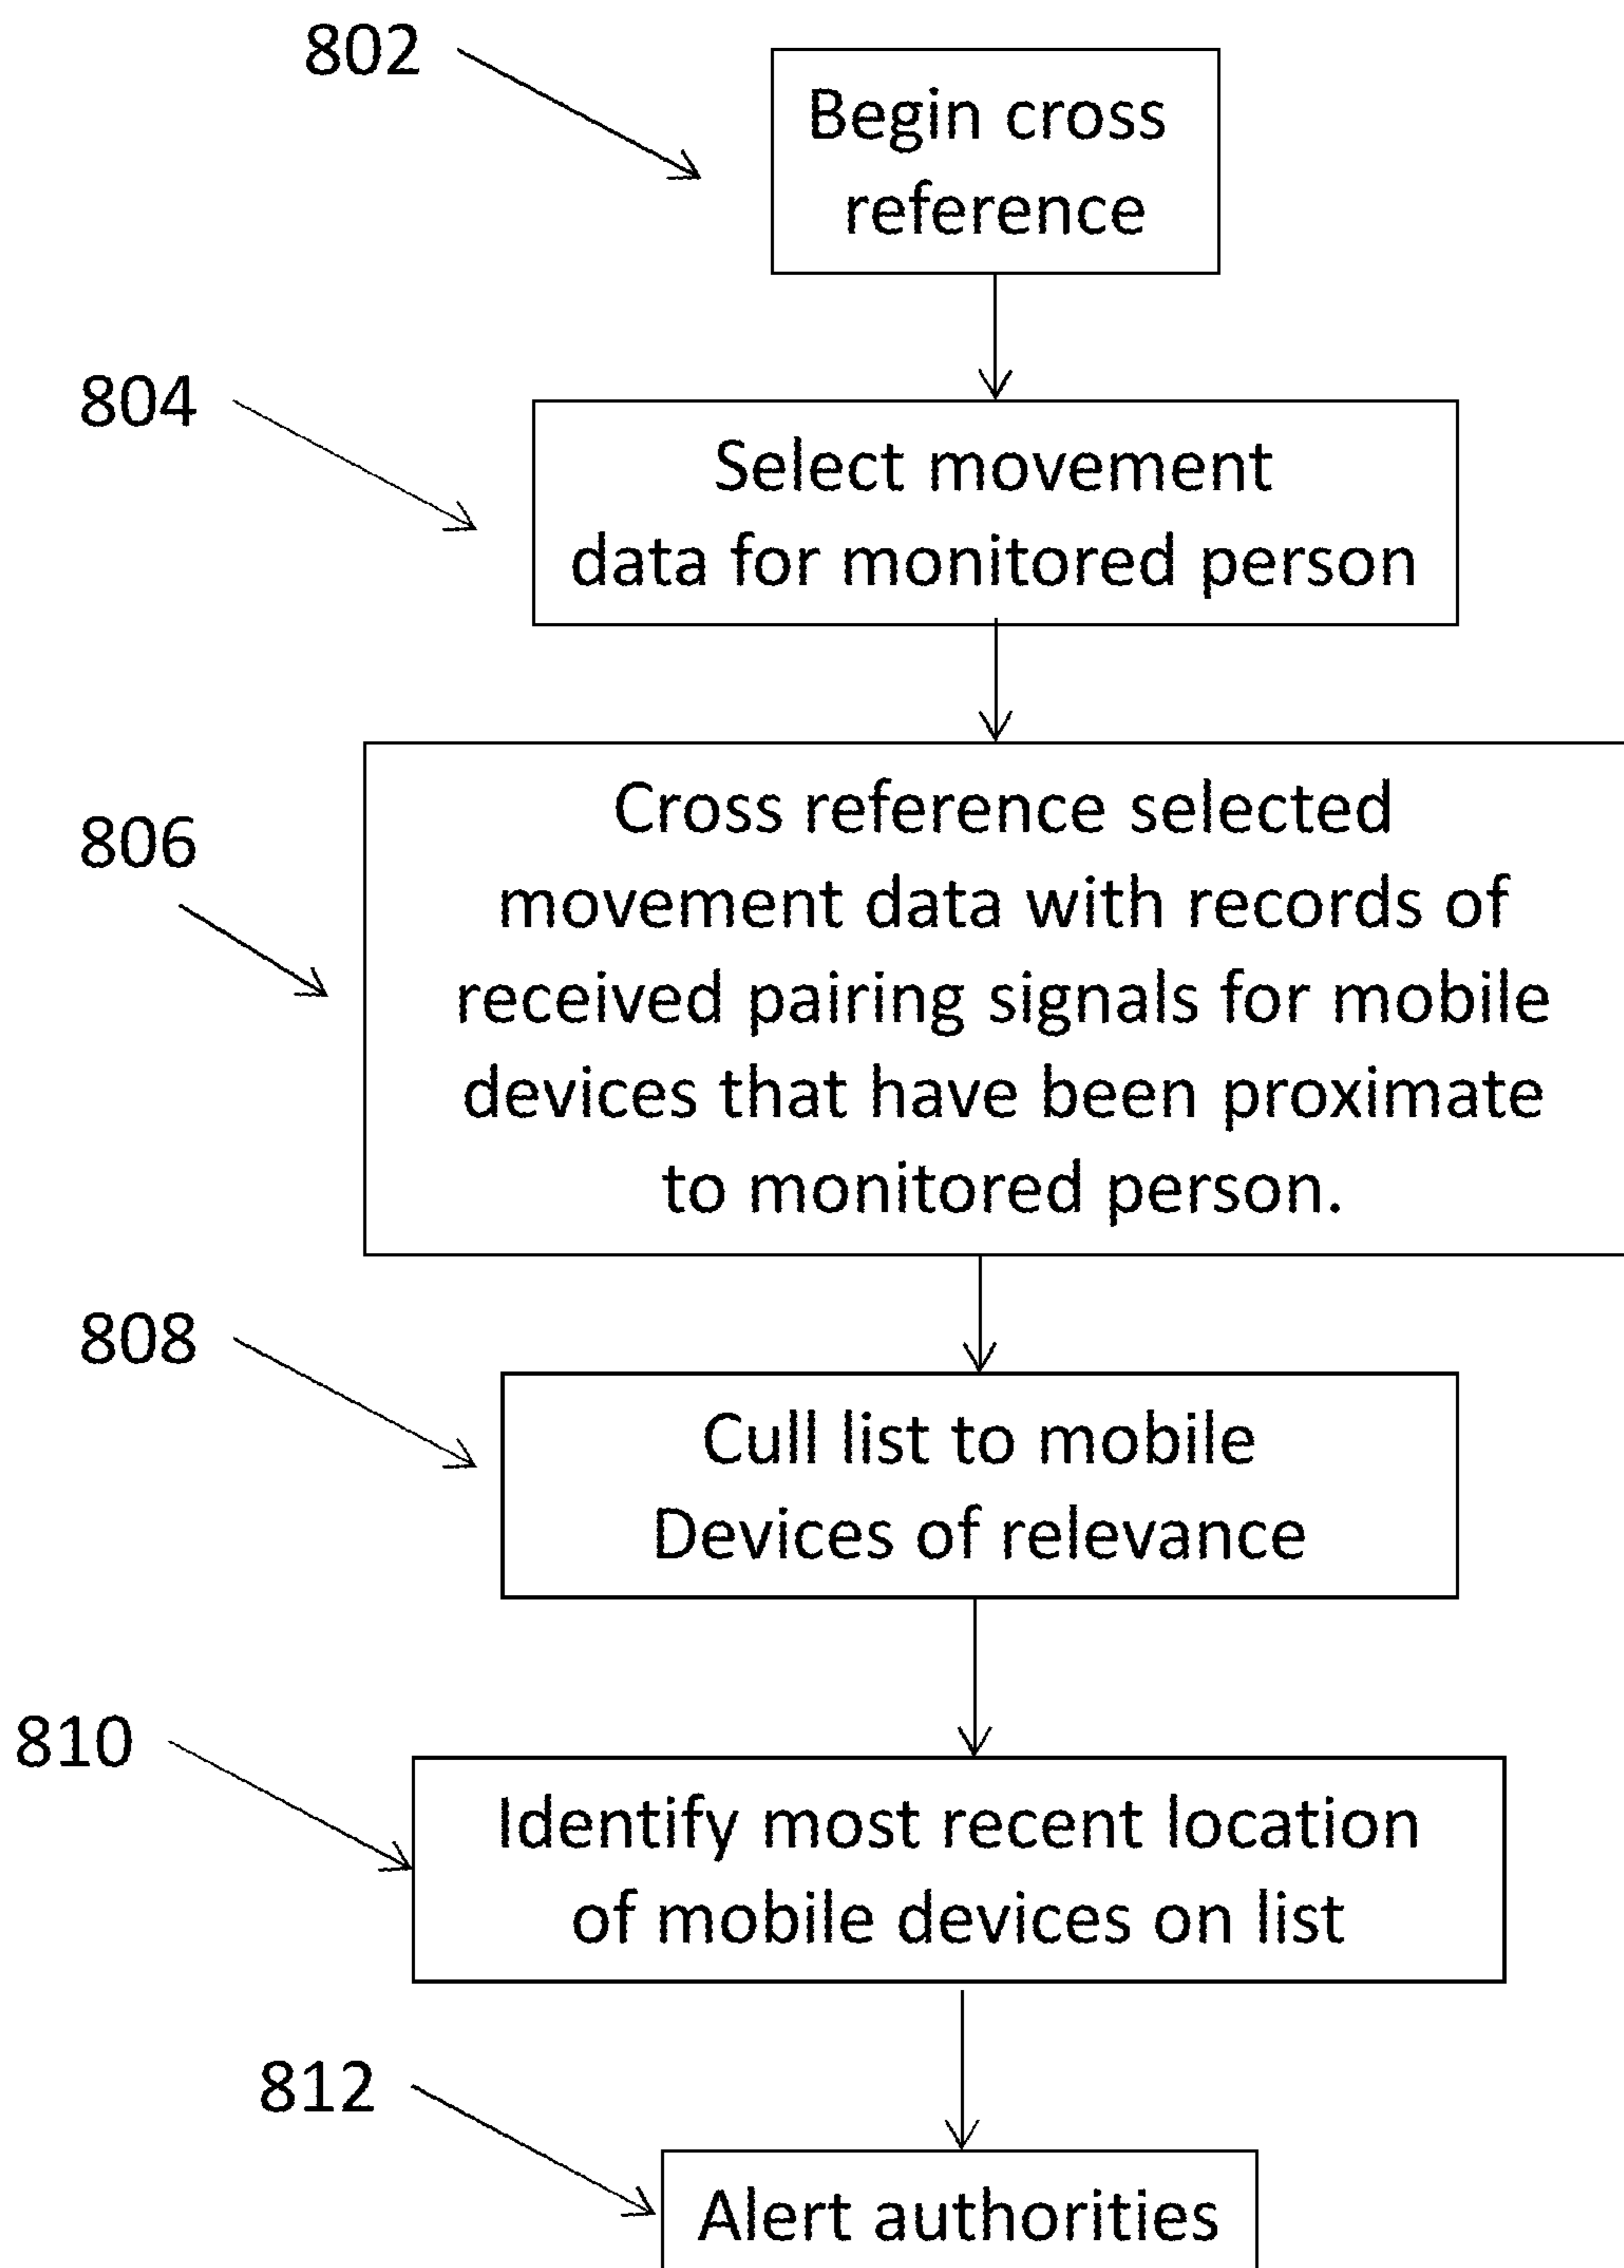 802
Begin cross
reference
804
Select movement
data for monitored person
806
Cross reference selected
movement data with records of
received pairing signals for mobile
devices that have been proximate
to monitored person.
808
Cull list to mobile
Devices of relevance
810
Identify most recent location
of mobile devices on list
812
Alert authorities